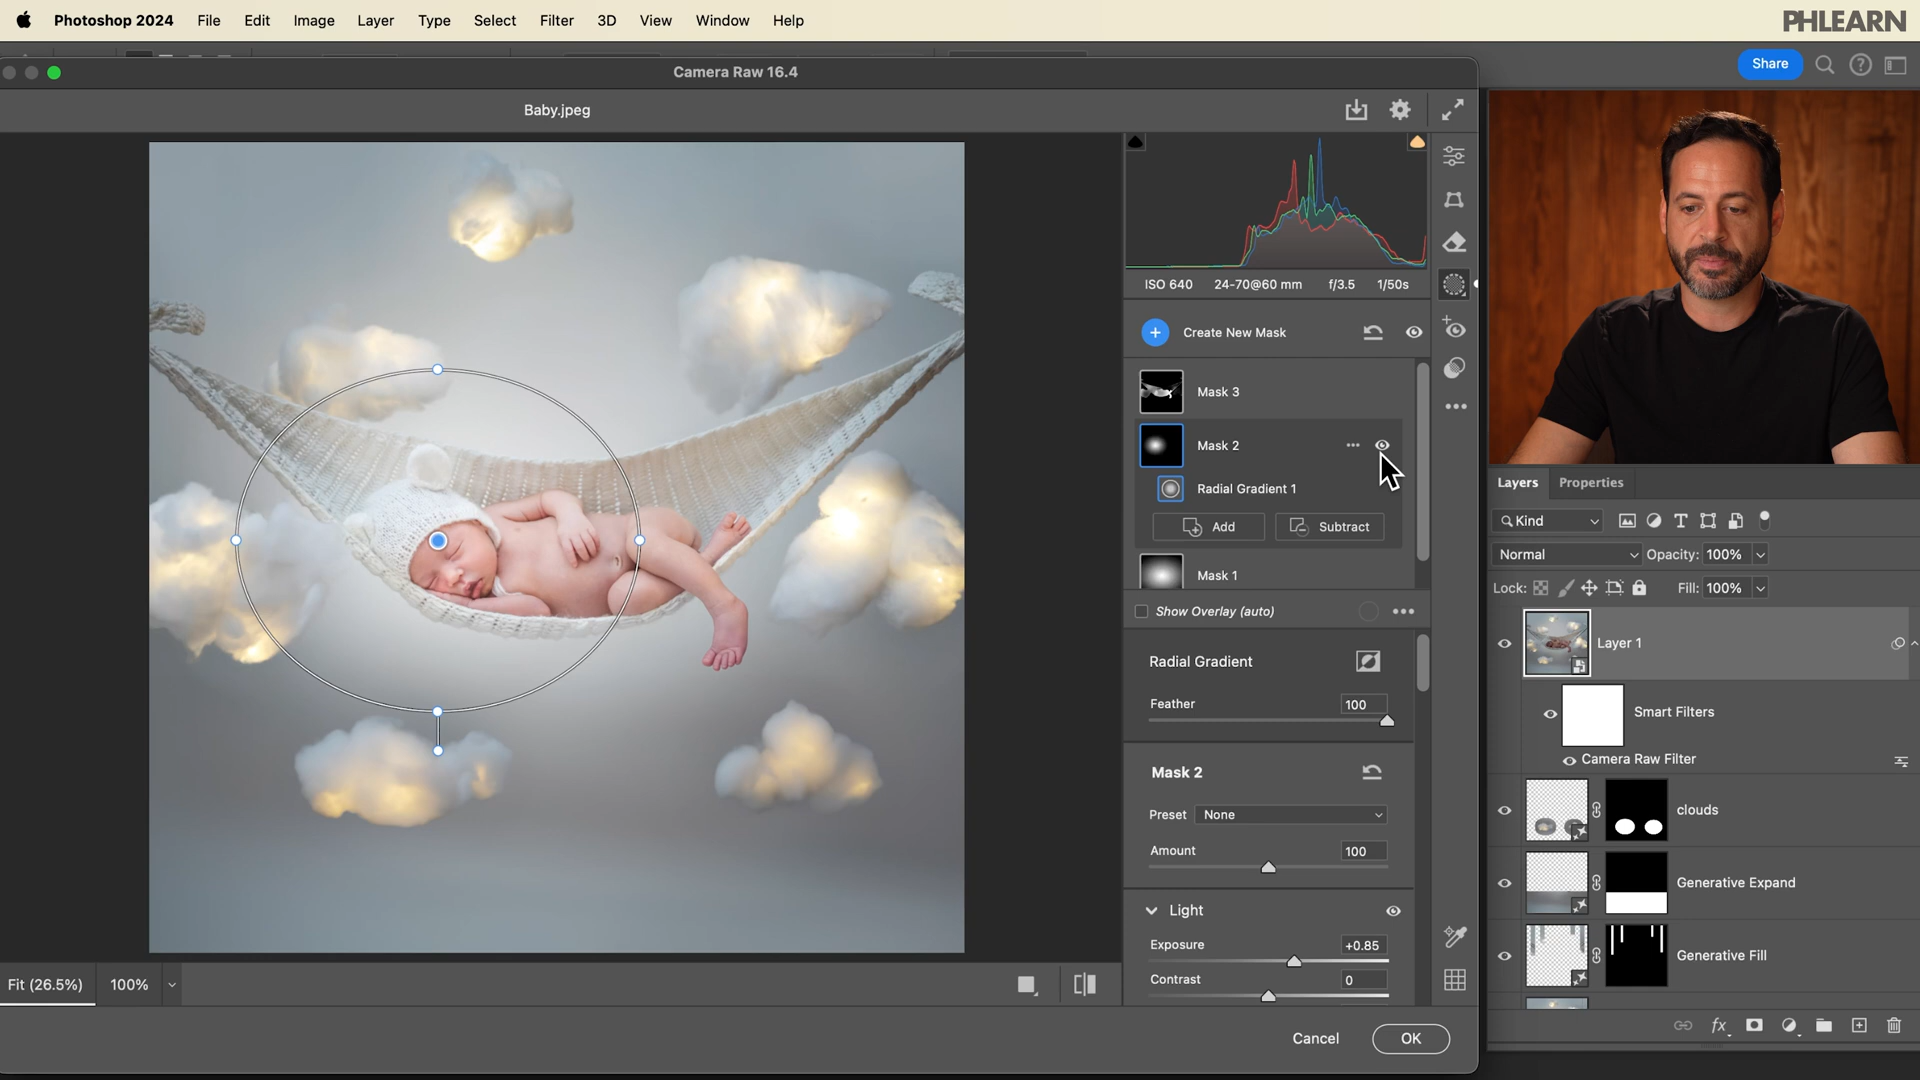 Photoshop 2024 File Edit Image Layer Type Select Filter 3D View Window Help
PHLEARN
Camera Raw 16.4
Share
Baby.jpeg
ISO 640 24-70@60 mm f/3.5 1/50s
Create New Mask
Mask 3
Mask 2
Radial Gradient 1
Add Subtract
Mask 1
Show Overlay (auto)
Radial Gradient
Feather 100
Mask 2
Preset None
Amount 100
Light
Exposure +0.85
Contrast 0
Fit (26.5%) 100%
Cancel OK
Layers Properties
Kind
Normal Opacity: 100%
Lock: Fill: 100%
Layer 1
Smart Filters
Camera Raw Filter
clouds
Generative Expand
Generative Fill
fx